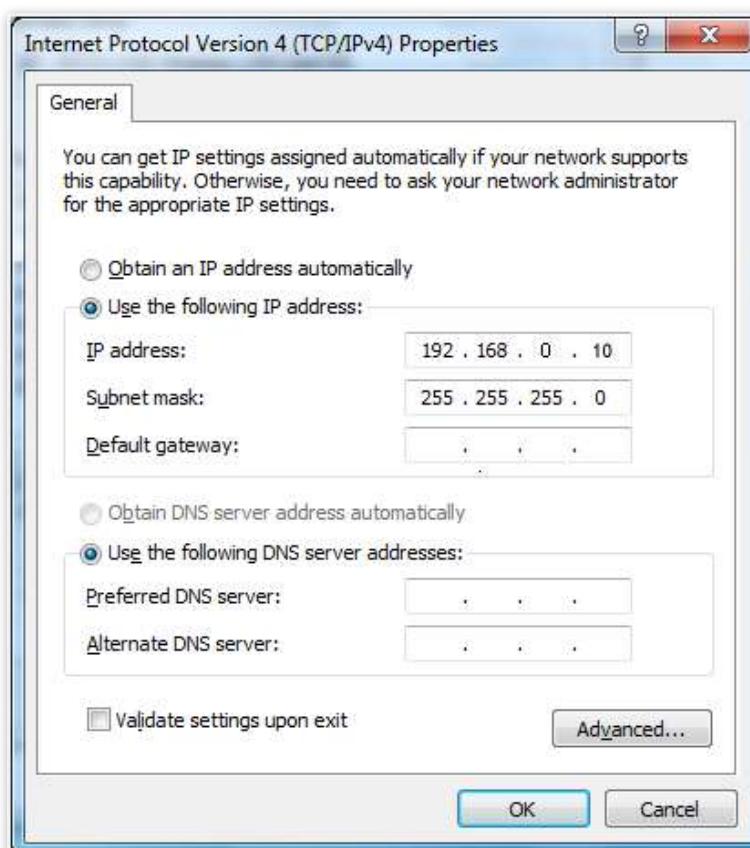 Internet Protocol Version 4 (TCP/IPv4) Properties
General
You can get IP settings assigned automatically if your network supports
this capability. Otherwise, you need to ask your network administrator
for the appropriate IP settings.
Obtain an IP address automatically
Use the following IP address:
IP address: 192 . 168 . 0 . 10
Subnet mask: 255 . 255 . 255 . 0
Default gateway: . . .
Obtain DNS server address automatically
Use the following DNS server addresses:
Preferred DNS server: . . .
Alternate DNS server: . . .
Validate settings upon exit
Advanced...
OK Cancel